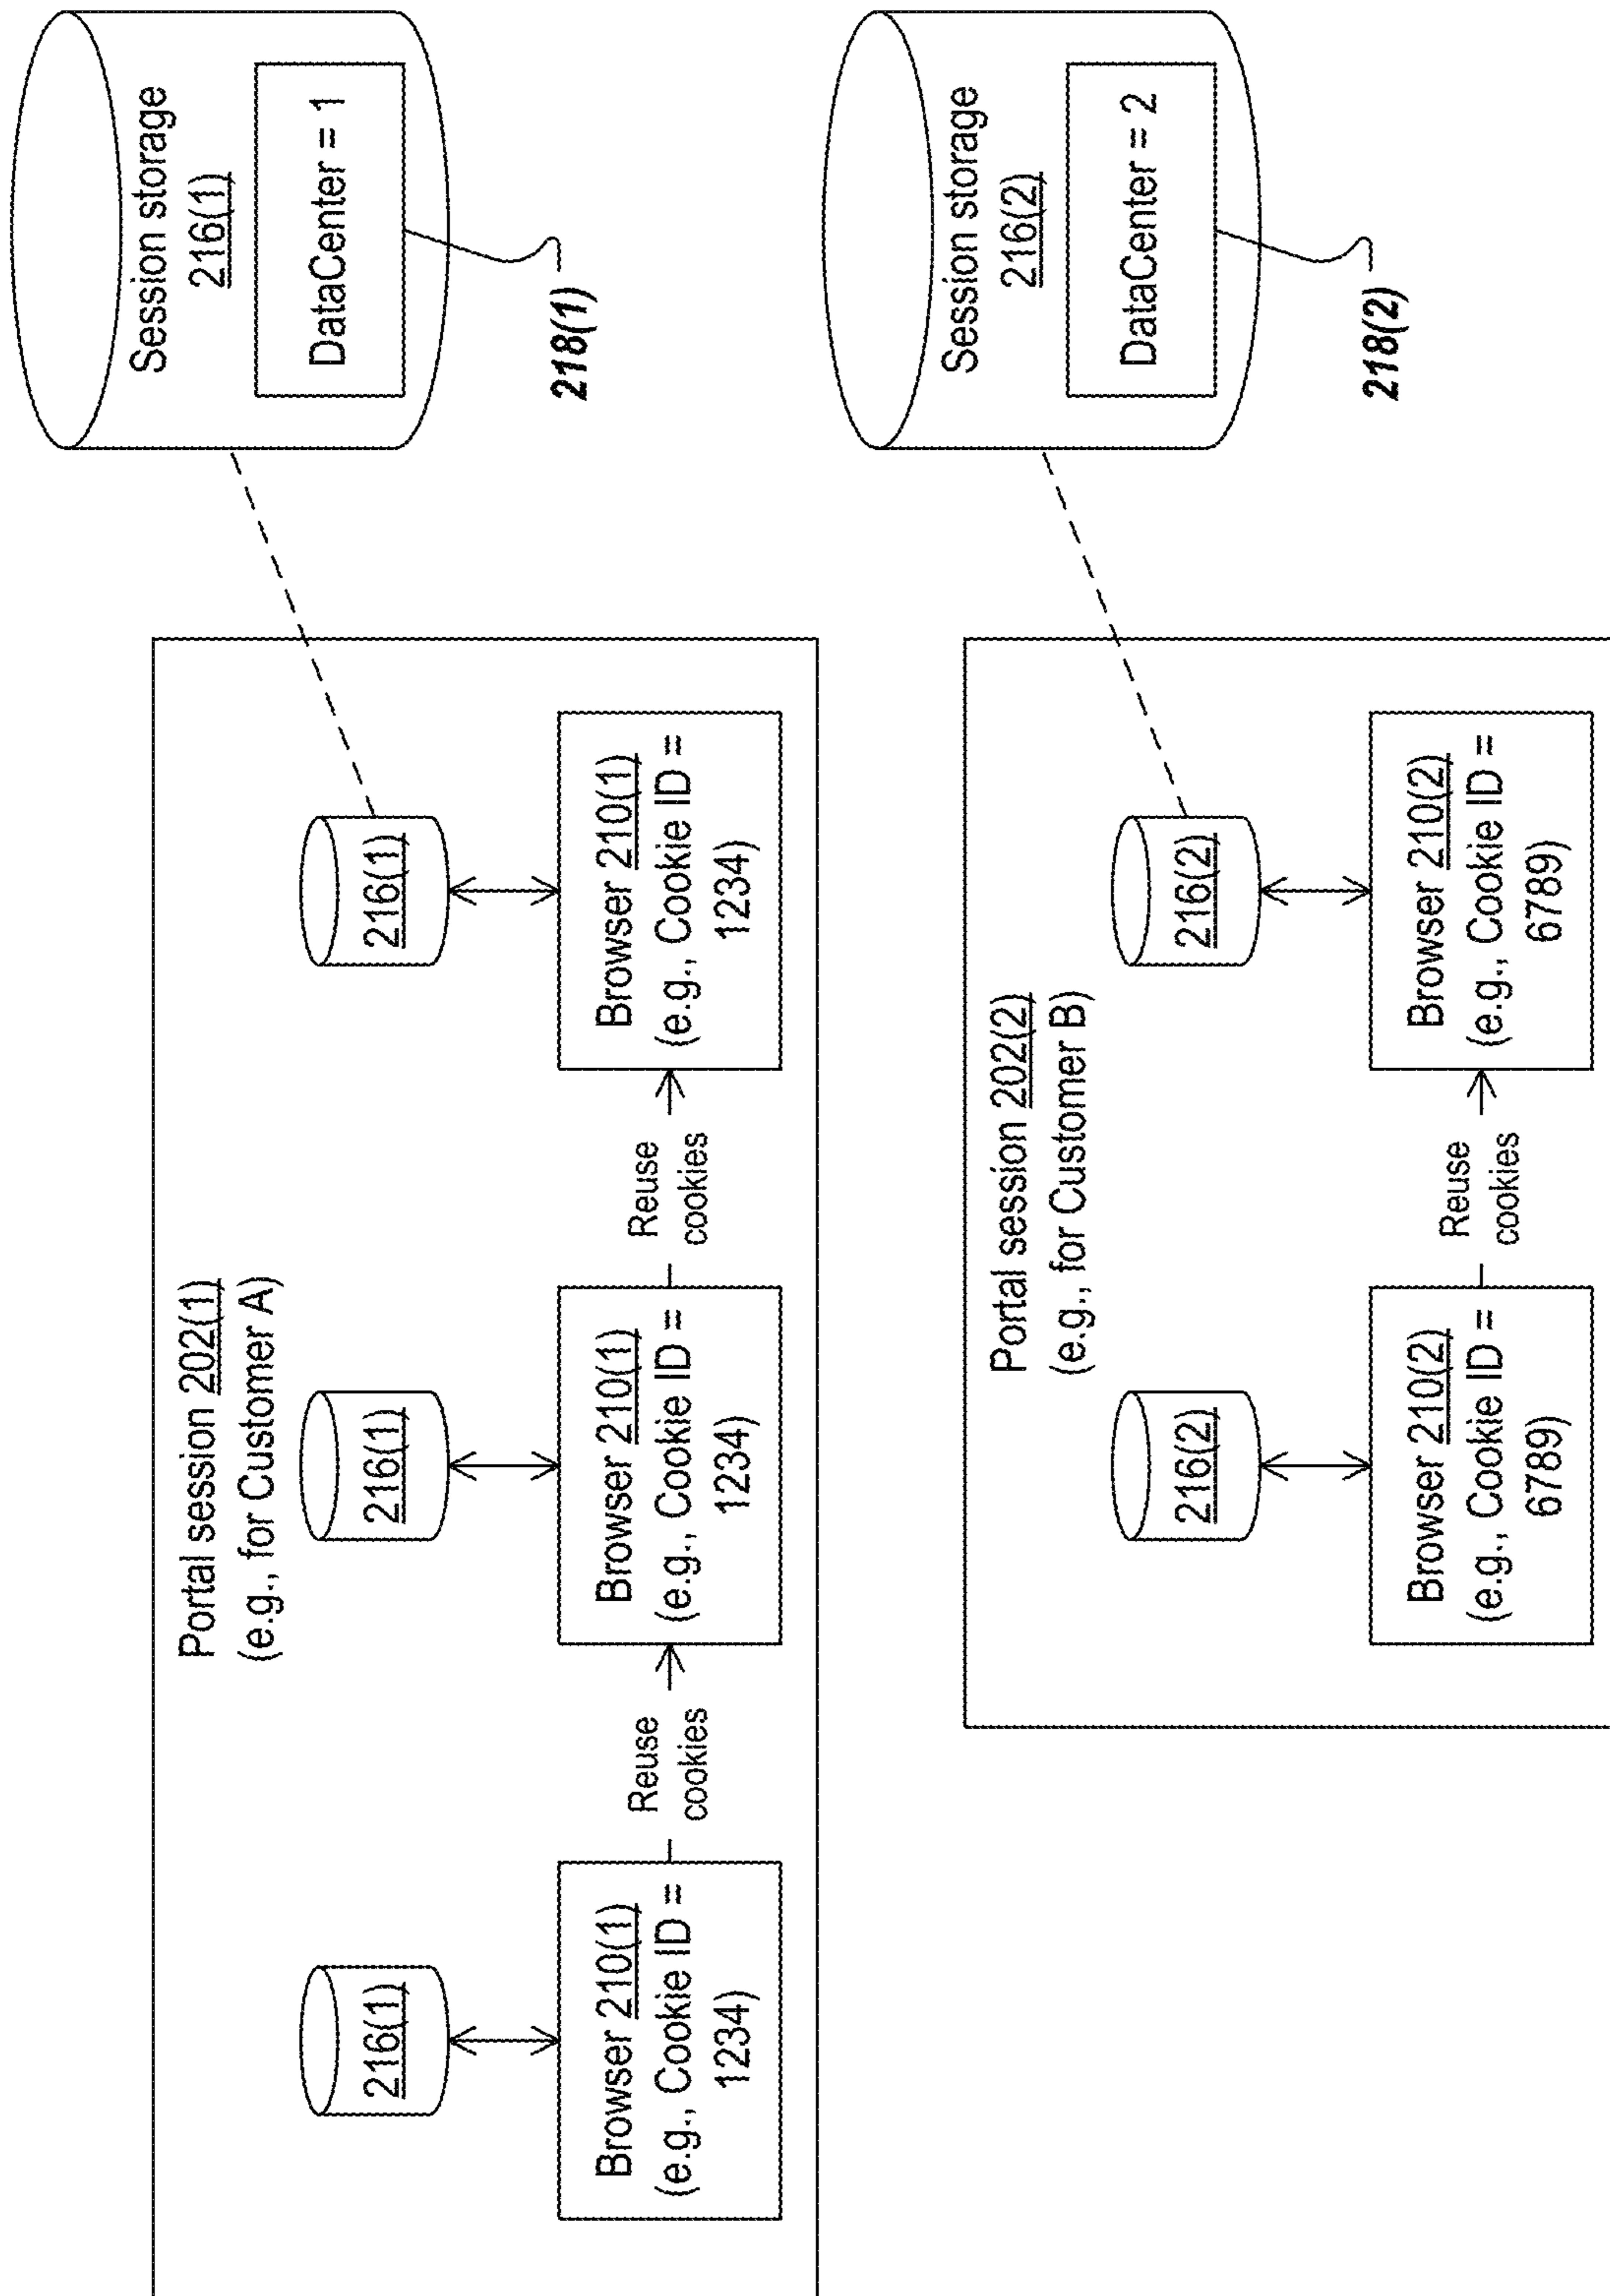 Portal session 202(1)
(e.g., for Customer A)
216(1)
216(1)
216(1)
Browser 210(1)
(e.g., Cookie ID =
1234)
Reuse
cookies
Browser 210(1)
(e.g., Cookie ID =
1234)
Reuse
cookies
Browser 210(1)
(e.g., Cookie ID =
1234)
Session storage
216(1)
DataCenter = 1
218(1)
Portal session 202(2)
(e.g., for Customer B)
216(2)
216(2)
Browser 210(2)
(e.g., Cookie ID =
6789)
Reuse
cookies
Browser 210(2)
(e.g., Cookie ID =
6789)
Session storage
216(2)
DataCenter = 2
218(2)